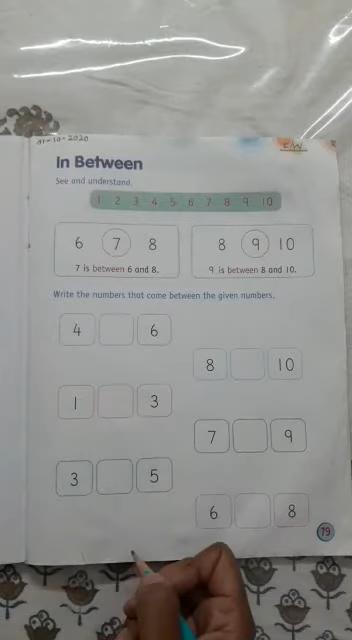 01-10-2020
C/W
In Between
See and understand.
1 2 3 4 5 6 7 8 9 10
6 7 8
8 9 10
7 is between 6 and 8.
9 is between 8 and 10.
Write the numbers that come between the given numbers.
4 6
8 10
1 3
7 9
3 5
6 8
79